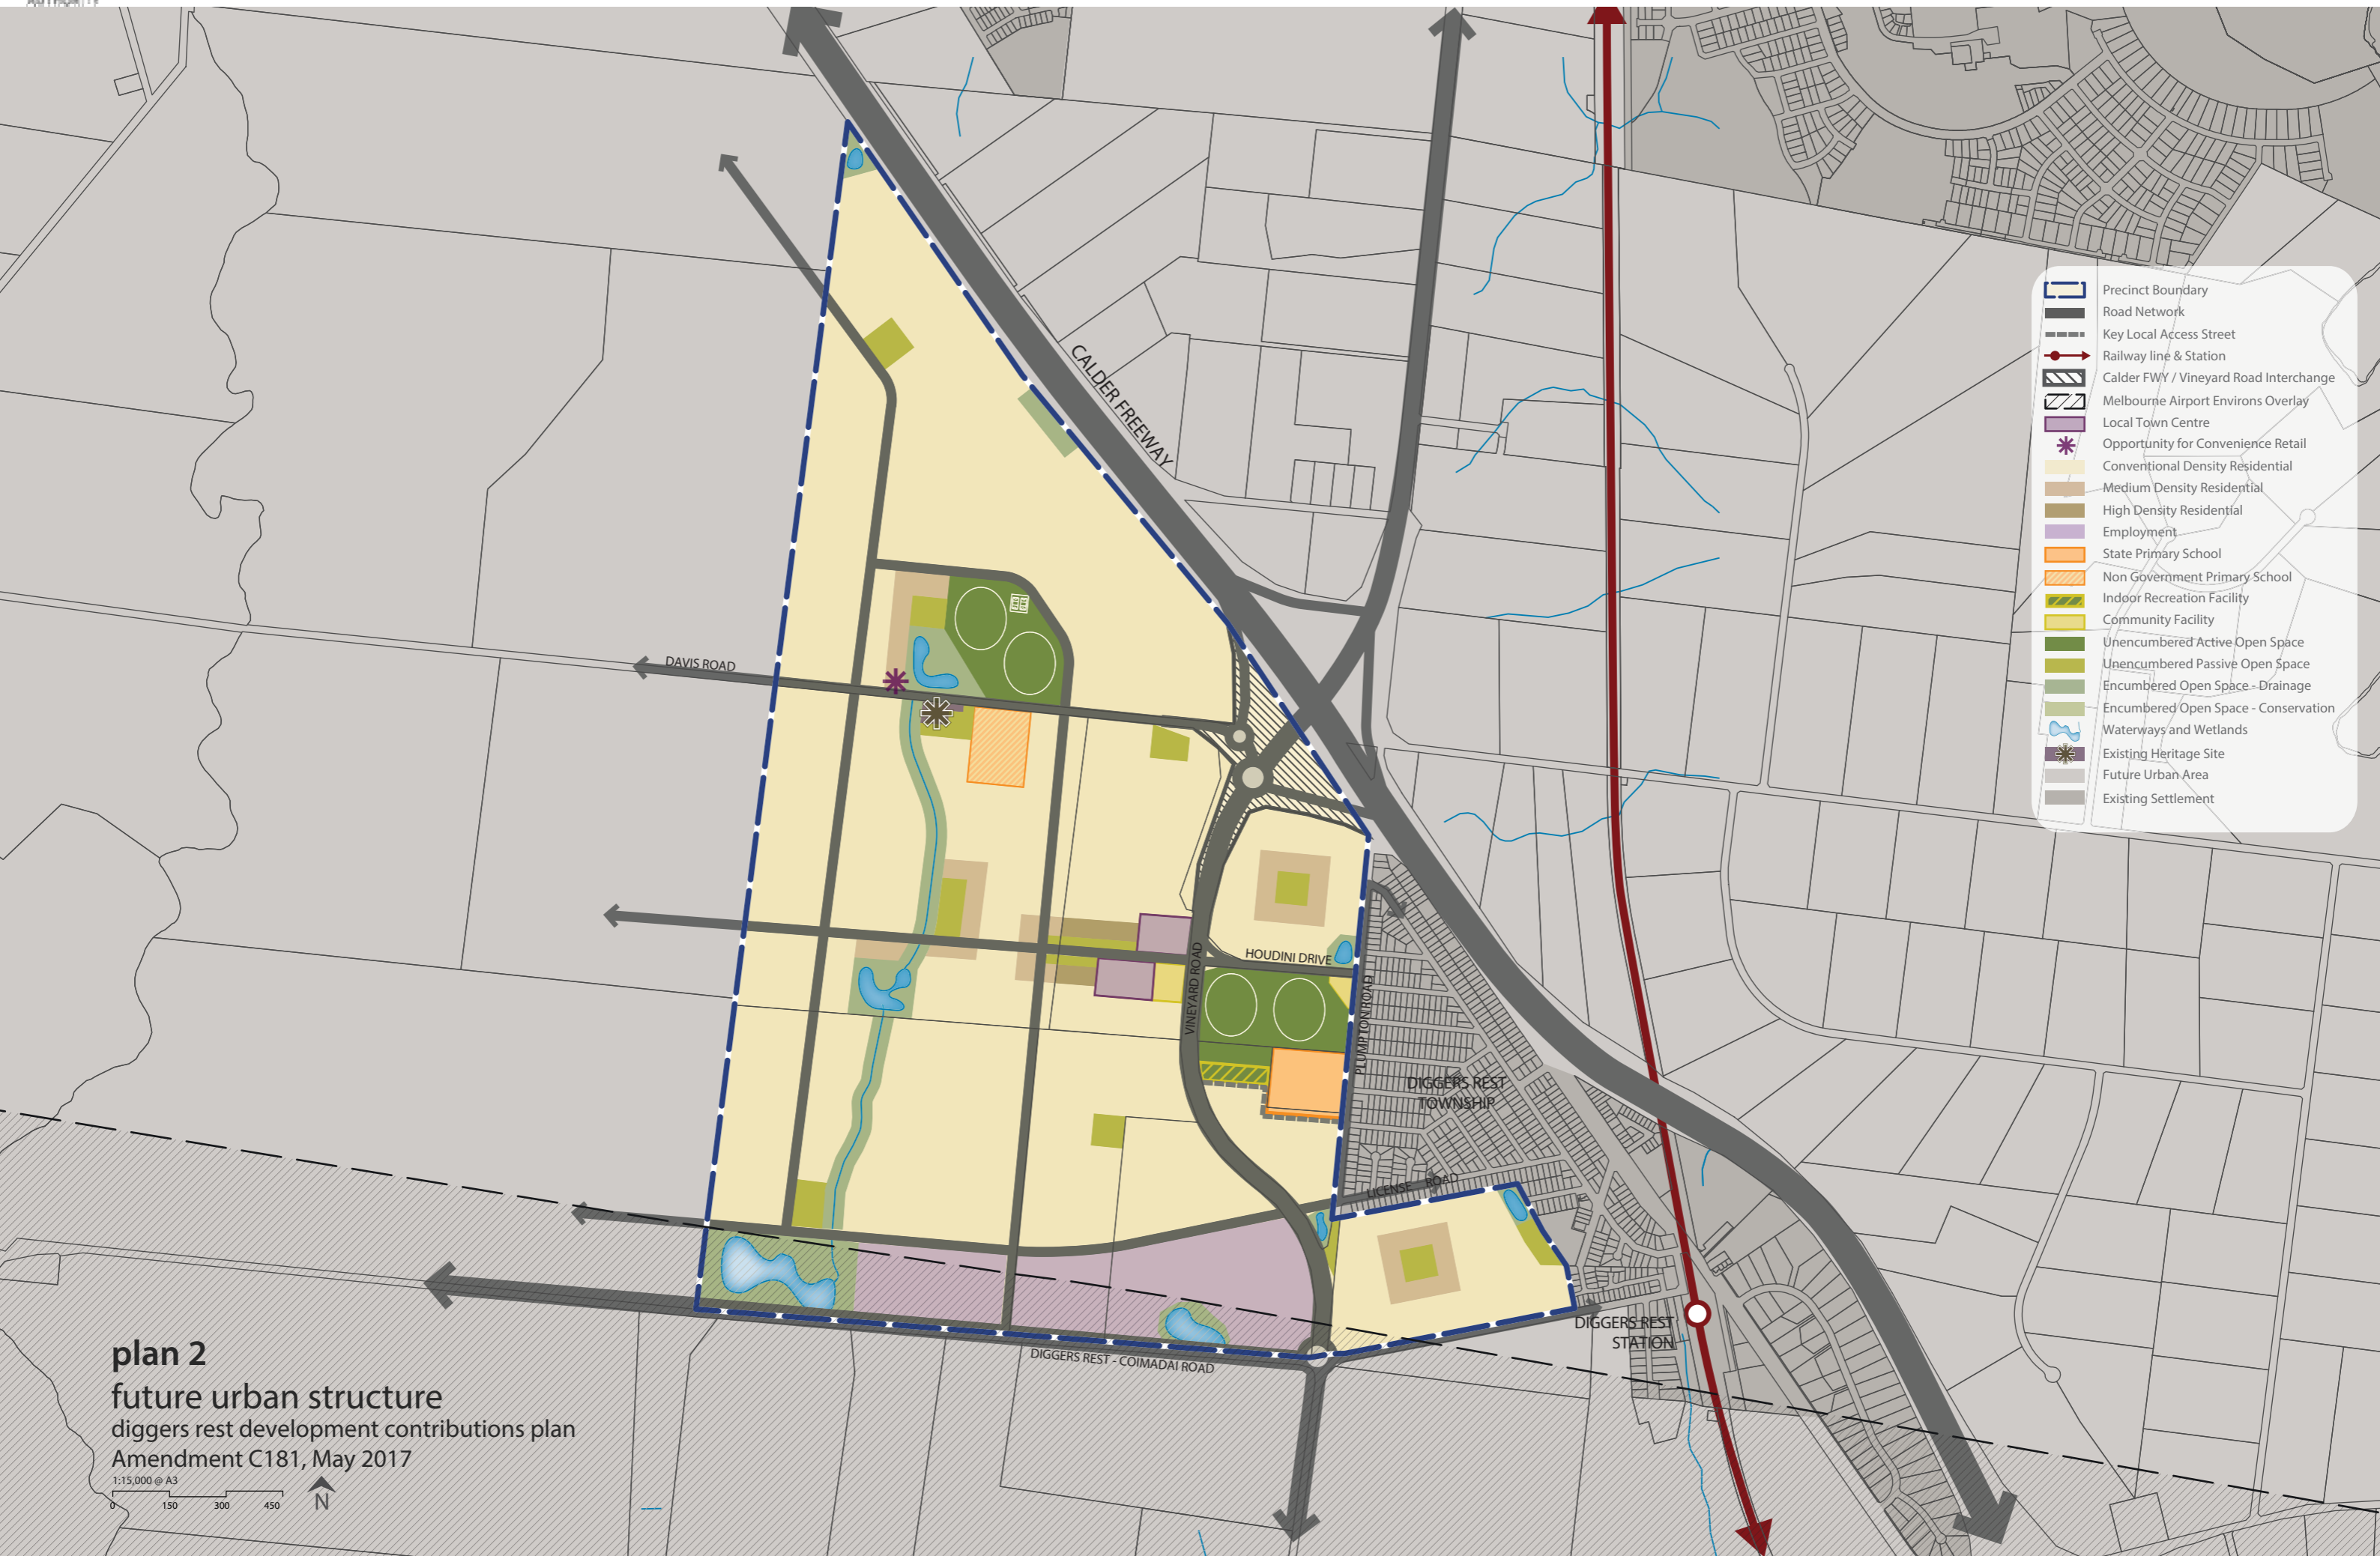 CALDER FREEWAY
DAVIS ROAD
HOUDINI DRIVE
VINEYARD ROAD
PLUMPTON ROAD
DIGGERS REST
TOWNSHIP
LICENSE ROAD
DIGGERS REST
STATION
DIGGERS REST - COIMADAI ROAD
Precinct Boundary
Road Network
Key Local Access Street
Railway line & Station
Calder FWY / Vineyard Road Interchange
Melbourne Airport Environs Overlay
Local Town Centre
Opportunity for Convenience Retail
Conventional Density Residential
Medium Density Residential
High Density Residential
Employment
State Primary School
Non Government Primary School
Indoor Recreation Facility
Community Facility
Unencumbered Active Open Space
Unencumbered Passive Open Space
Encumbered Open Space - Drainage
Encumbered Open Space - Conservation
Waterways and Wetlands
Existing Heritage Site
Future Urban Area
Existing Settlement
plan 2
future urban structure
diggers rest development contributions plan
Amendment C181, May 2017
1:15,000 @ A3
0 150 300 450
N